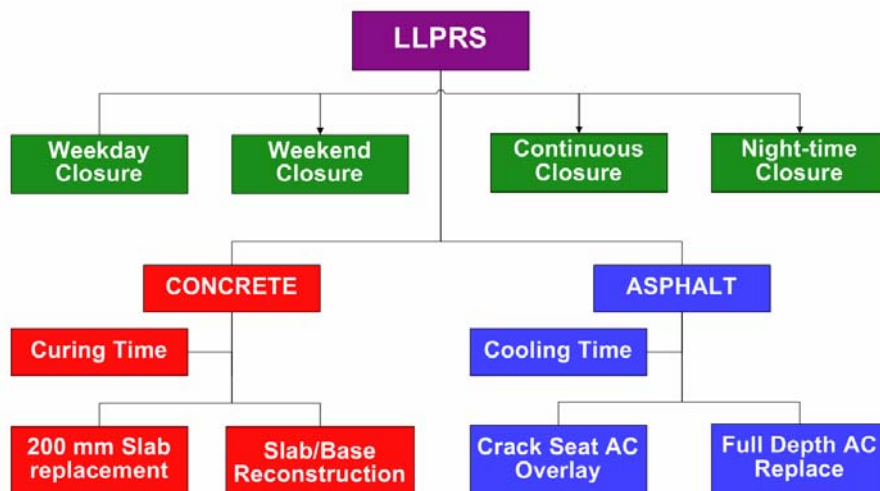 LLPRS
Weekday
Closure
Weekend
Closure
Continuous
Closure
Night-time
Closure
CONCRETE
ASPHALT
Curing Time
Cooling Time
200 mm Slab
replacement
Slab/Base
Reconstruction
Crack Seat AC
Overlay
Full Depth AC
Replace